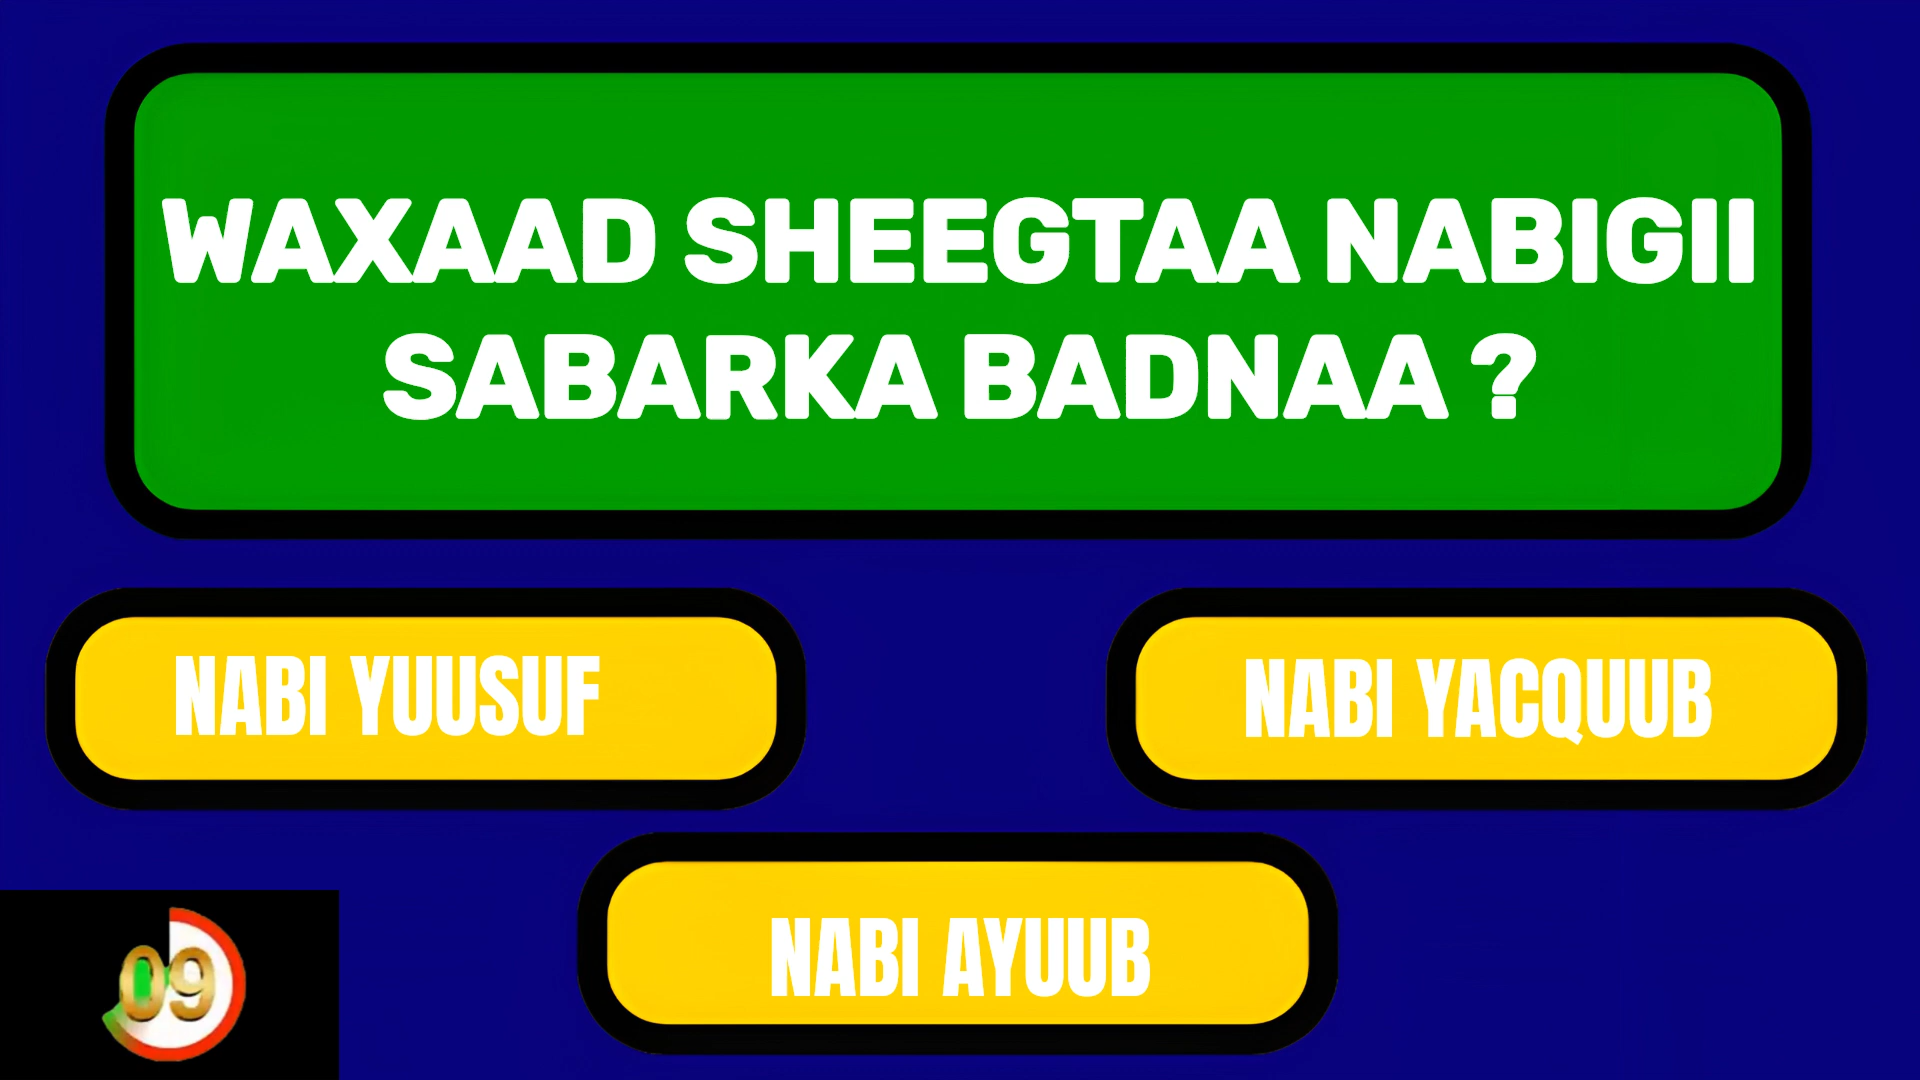 WAXAAD SHEEGTAA NABIGII
SABARKA BADNAA ?
NABI YUUSUF
NABI YACQUUB
NABI AYUUB
09